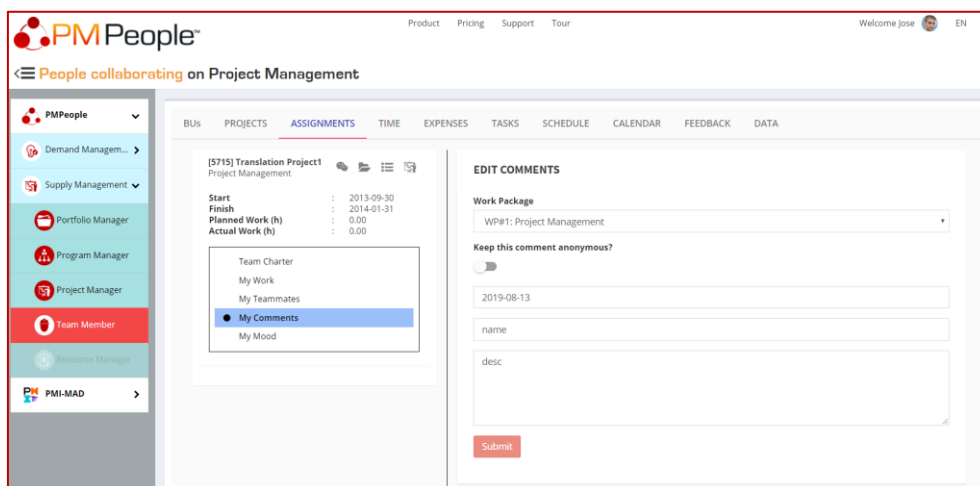 PMPeople™
Product Pricing Support Tour
Welcome Jose EN
People collaborating on Project Management
PMPeople
Demand Managem...
Supply Management
Portfolio Manager
Program Manager
Project Manager
Team Member
Resource Manager
PMI-MAD
BUs PROJECTS ASSIGNMENTS TIME EXPENSES TASKS SCHEDULE CALENDAR FEEDBACK DATA
[5715] Translation Project1
Project Management
Start : 2013-09-30
Finish : 2014-01-31
Planned Work (h) : 0.00
Actual Work (h) : 0.00
Team Charter
My Work
My Teammates
My Comments
My Mood
EDIT COMMENTS
Work Package
WP#1: Project Management
Keep this comment anonymous?
2019-08-13
name
desc
Submit